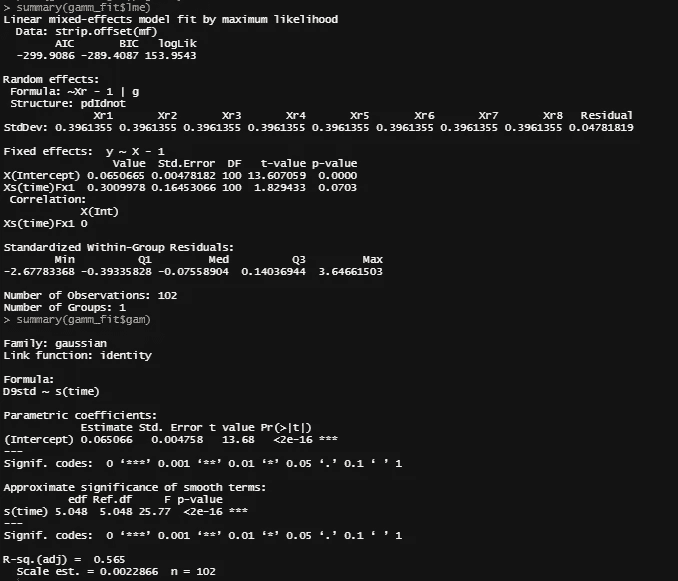 > summary(gamm_fit$lme)
Linear mixed-effects model fit by maximum likelihood
  Data: strip.offset(mf)
        AIC       BIC   logLik
  -299.9086 -289.4087 153.9543

Random effects:
 Formula: ~Xr - 1 | g
 Structure: pdIdnot
              Xr1       Xr2       Xr3       Xr4       Xr5       Xr6       Xr7       Xr8   Residual
StdDev: 0.3961355 0.3961355 0.3961355 0.3961355 0.3961355 0.3961355 0.3961355 0.3961355 0.04781819

Fixed effects:  y ~ X - 1
                 Value  Std.Error  DF   t-value p-value
X(Intercept) 0.0650665 0.00478182 100 13.607059  0.0000
Xs(time)Fx1  0.3009978 0.16453066 100  1.829433  0.0703
 Correlation:
            X(Int)
Xs(time)Fx1 0

Standardized Within-Group Residuals:
        Min          Q1         Med          Q3         Max
-2.67783368 -0.39335828 -0.07558904  0.14036944  3.64661503

Number of Observations: 102
Number of Groups: 1
> summary(gamm_fit$gam)

Family: gaussian
Link function: identity

Formula:
D9std ~ s(time)

Parametric coefficients:
            Estimate Std. Error t value Pr(>|t|)
(Intercept) 0.065066   0.004758   13.68   <2e-16 ***
---
Signif. codes:  0 ‘***’ 0.001 ‘**’ 0.01 ‘*’ 0.05 ‘.’ 0.1 ‘ ’ 1

Approximate significance of smooth terms:
          edf Ref.df     F p-value
s(time) 5.048  5.048 25.77  <2e-16 ***
---
Signif. codes:  0 ‘***’ 0.001 ‘**’ 0.01 ‘*’ 0.05 ‘.’ 0.1 ‘ ’ 1

R-sq.(adj) =  0.565
  Scale est. = 0.0022866  n = 102